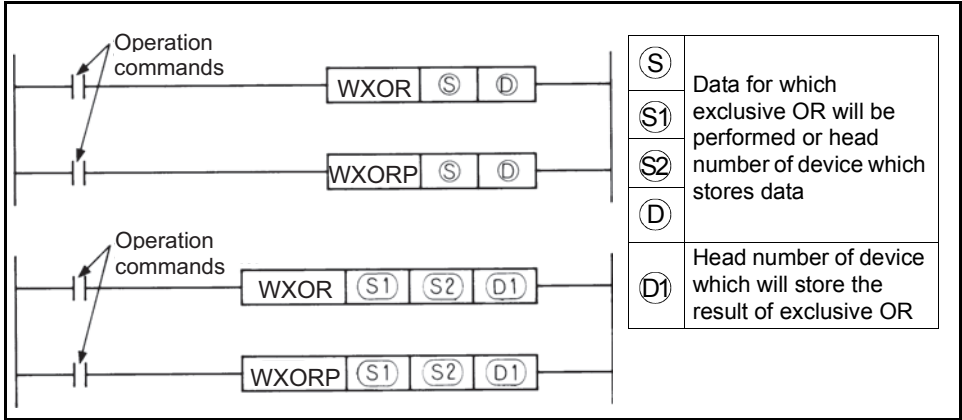 Operation
commands
WXOR S D
WXORP S D
Operation
commands
WXOR S1 S2 D1
WXORP S1 S2 D1
S
S1
S2
D
Data for which
exclusive OR will be
performed or head
number of device which
stores data
D1
Head number of device
which will store the
result of exclusive OR